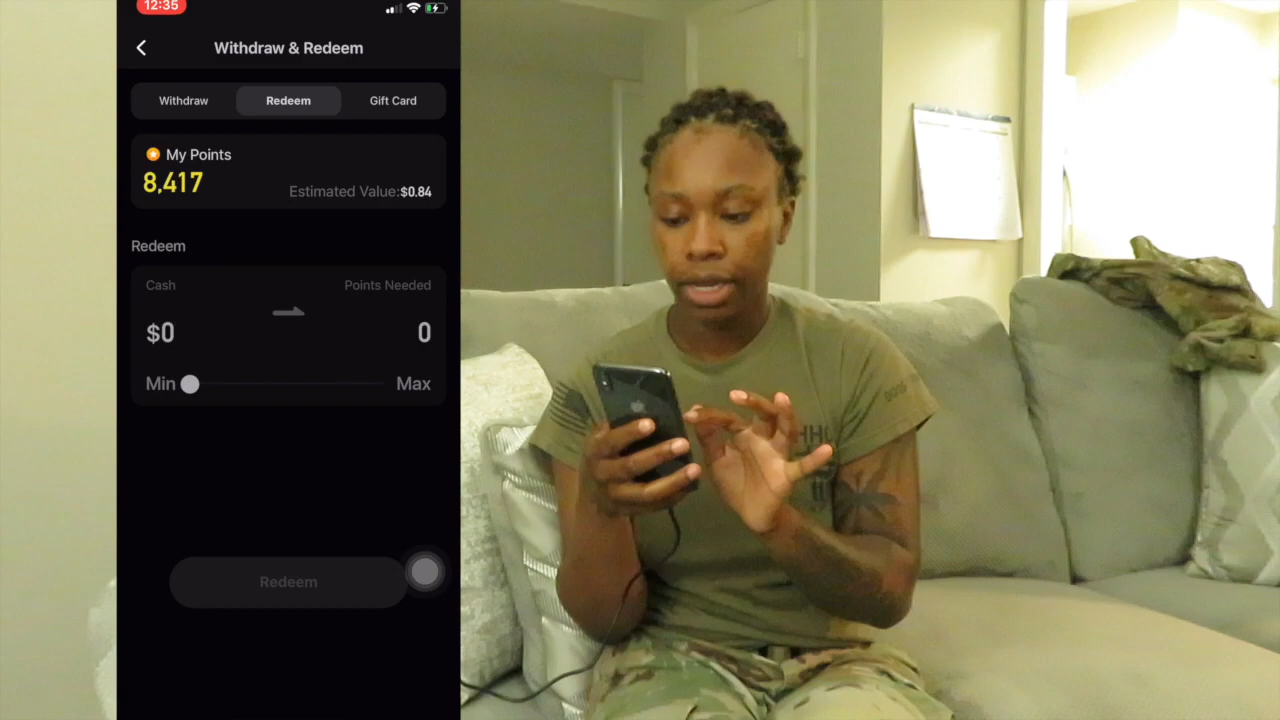 12:35
Withdraw & Redeem
Withdraw Redeem Gift Card
My Points
8,417
Estimated Value:$0.84
Redeem
Cash Points Needed
$0 0
Min Max
Redeem
HHC